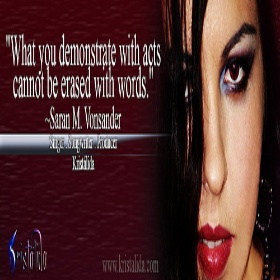 "What you demonstrate with acts
cannot be erased with words."
~Saran M. Vonsander
Singer, Songwriter, Producer
Kristalida
Kristalida
www.kristalida.com